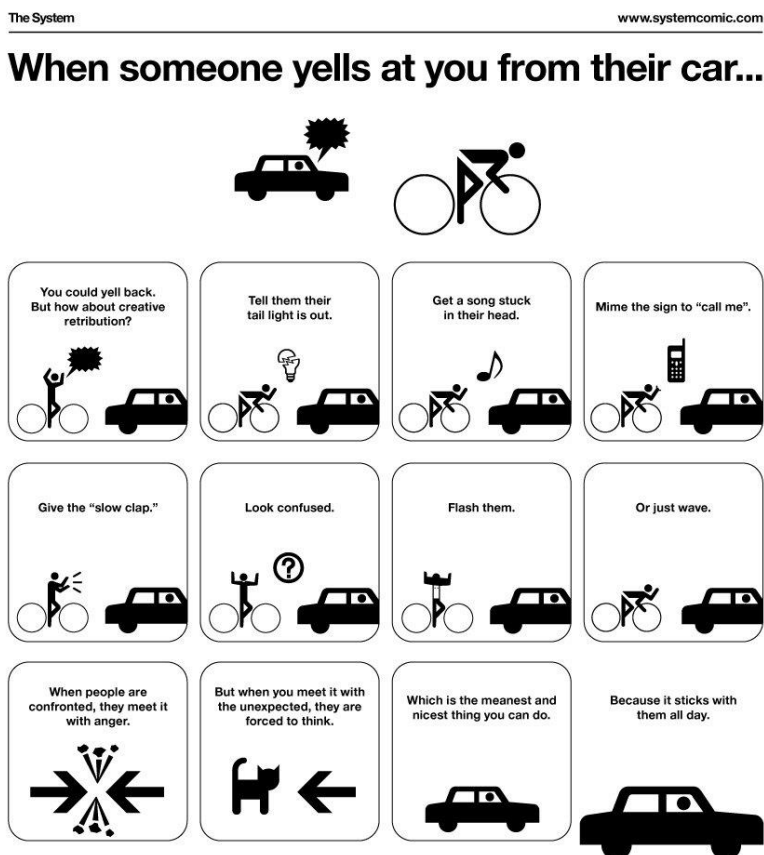 The System
www.systemcomic.com
When someone yells at you from their car...
You could yell back.
But how about creative
retribution?
Tell them their
tail light is out.
Get a song stuck
in their head.
Mime the sign to “call me”.
Give the “slow clap.”
Look confused.
Flash them.
Or just wave.
When people are
confronted, they meet it
with anger.
But when you meet it with
the unexpected, they are
forced to think.
Which is the meanest and
nicest thing you can do.
Because it sticks with
them all day.